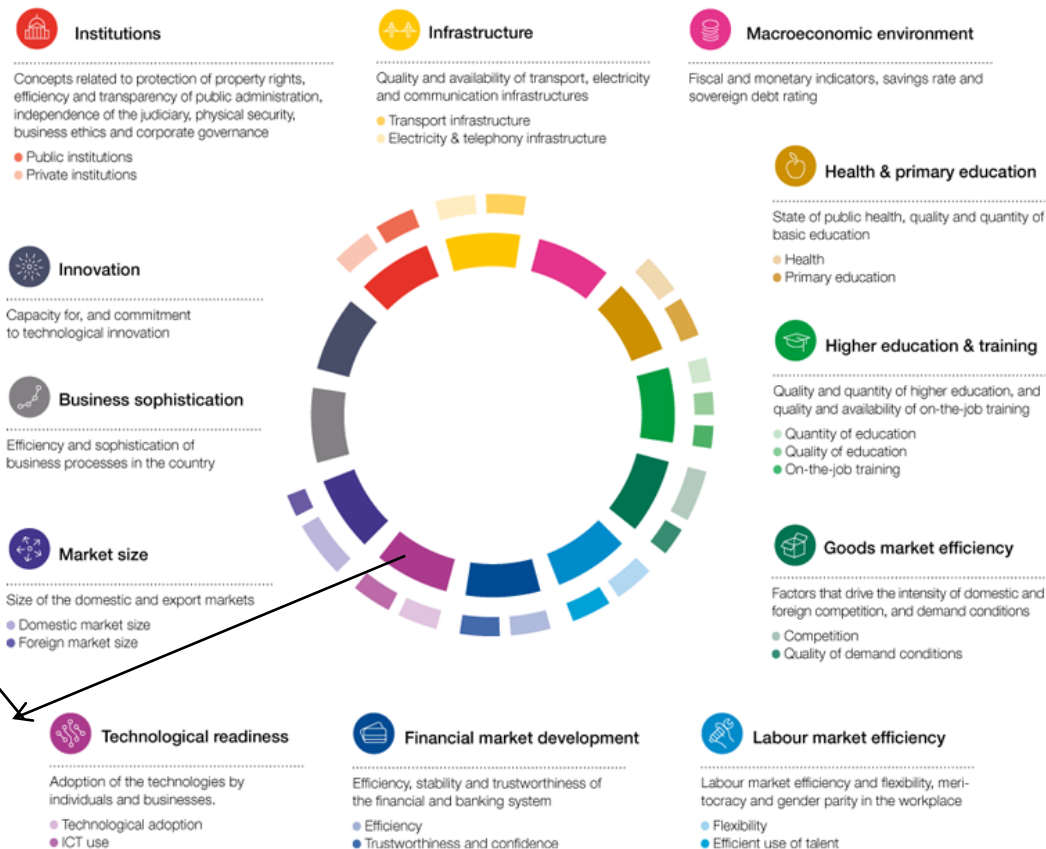 Institutions
Concepts related to protection of property rights,
efficiency and transparency of public administration,
independence of the judiciary, physical security,
business ethics and corporate governance
Public institutions
Private institutions
Infrastructure
Quality and availability of transport, electricity
and communication infrastructures
Transport infrastructure
Electricity & telephony infrastructure
Macroeconomic environment
Fiscal and monetary indicators, savings rate and
sovereign debt rating
Health & primary education
State of public health, quality and quantity of
basic education
Health
Primary education
Innovation
Capacity for, and commitment
to technological innovation
Higher education & training
Quality and quantity of higher education, and
quality and availability of on-the-job training
Quantity of education
Quality of education
On-the-job training
Business sophistication
Efficiency and sophistication of
business processes in the country
Market size
Size of the domestic and export markets
Domestic market size
Foreign market size
Goods market efficiency
Factors that drive the intensity of domestic and
foreign competition, and demand conditions
Competition
Quality of demand conditions
Technological readiness
Adoption of the technologies by
individuals and businesses.
Technological adoption
ICT use
Financial market development
Efficiency, stability and trustworthiness of
the financial and banking system
Efficiency
Trustworthiness and confidence
Labour market efficiency
Labour market efficiency and flexibility, meri-
tocracy and gender parity in the workplace
Flexibility
Efficient use of talent